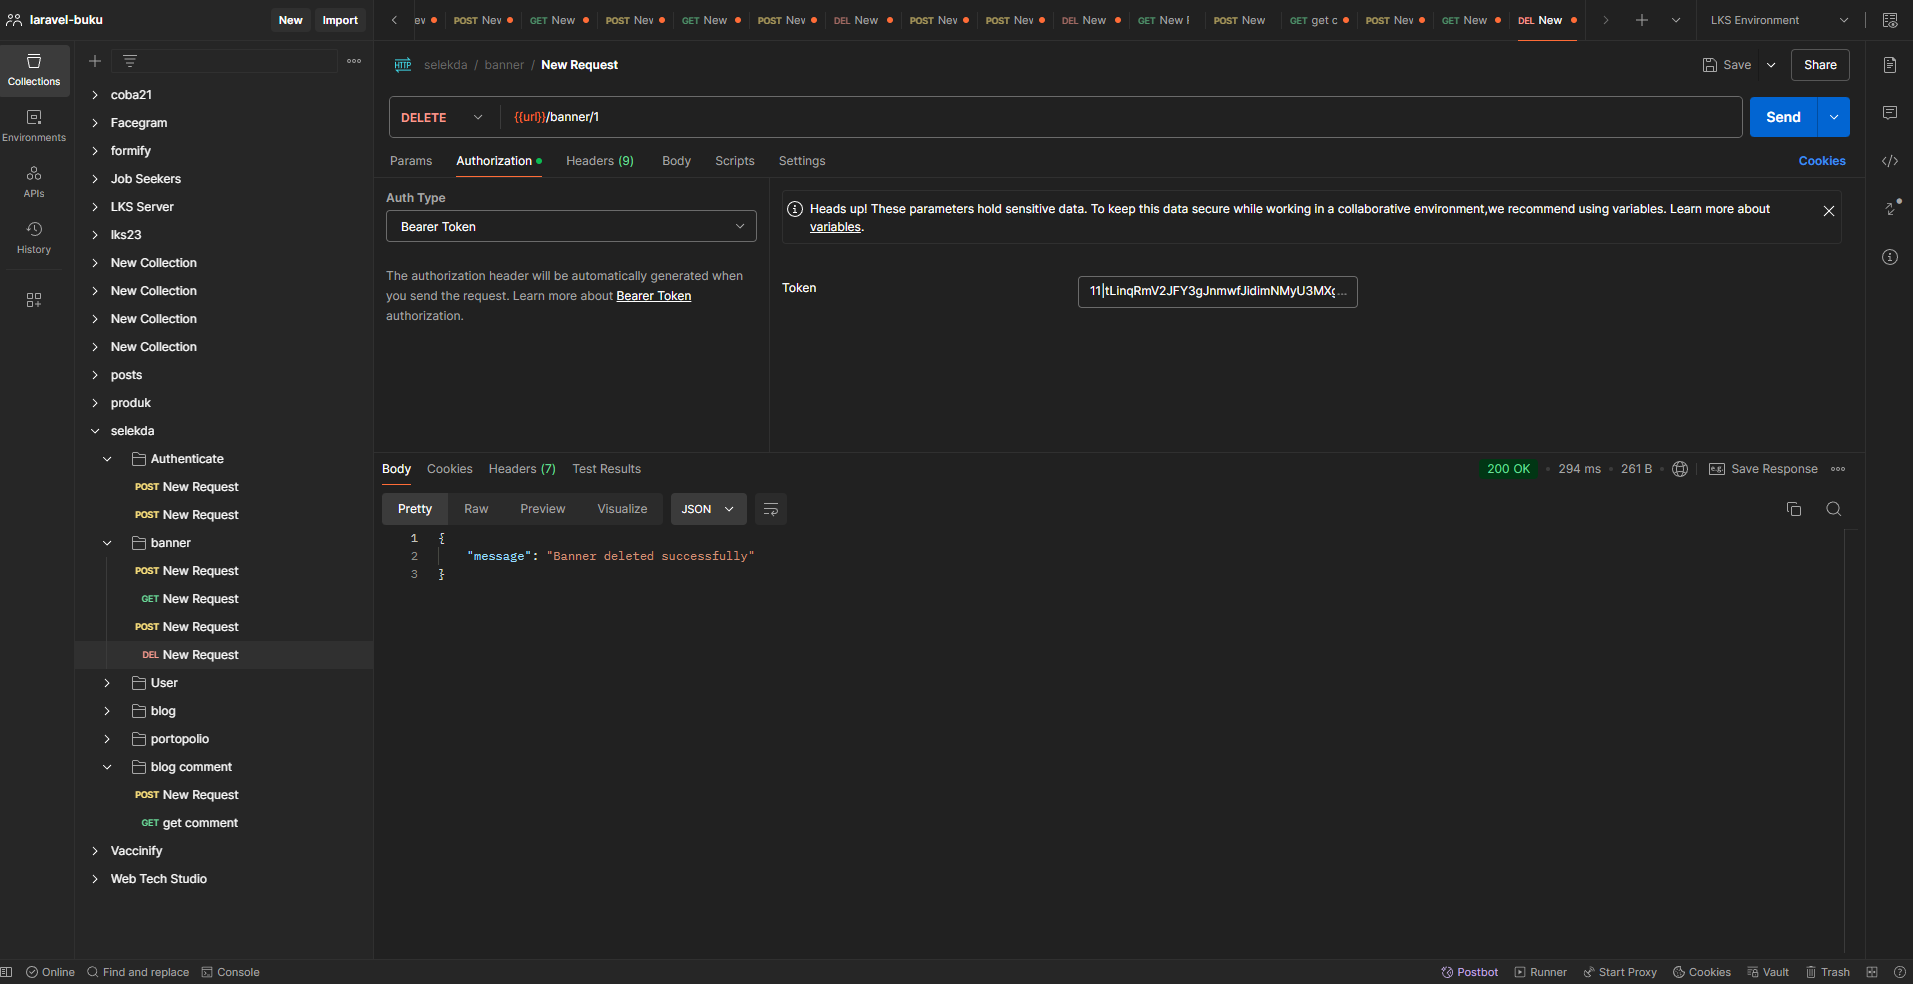 laravel-buku
New
Import
POST New
GET New
POST New
GET New
POST New
DEL New
POST New
POST New
DEL New
GET New
POST New
GET get c
POST New
GET New
DEL New
LKS Environment
Collections
Environments
APIs
History
coba21
Facegram
formify
Job Seekers
LKS Server
lks23
New Collection
New Collection
New Collection
New Collection
posts
produk
selekda
Authenticate
POST New Request
POST New Request
banner
POST New Request
GET New Request
POST New Request
DEL New Request
User
blog
portopolio
blog comment
POST New Request
GET get comment
Vaccinify
Web Tech Studio
HTTP selekda / banner / New Request
Save
Share
DELETE {{url}}/banner/1
Send
Params Authorization Headers (9) Body Scripts Settings
Cookies
Auth Type
Bearer Token
The authorization header will be automatically generated when
you send the request. Learn more about Bearer Token
authorization.
Heads up! These parameters hold sensitive data. To keep this data secure while working in a collaborative environment,we recommend using variables. Learn more about
variables.
Token
11|tLinqRmV2JFY3gJnmwfJidimNMyU3MX...
Body Cookies Headers (7) Test Results
200 OK • 294 ms • 261 B
e.g. Save Response
Pretty Raw Preview Visualize JSON
1 {
2 "message": "Banner deleted successfully"
3 }
Online Find and replace Console
Postbot Runner Start Proxy Cookies Vault Trash